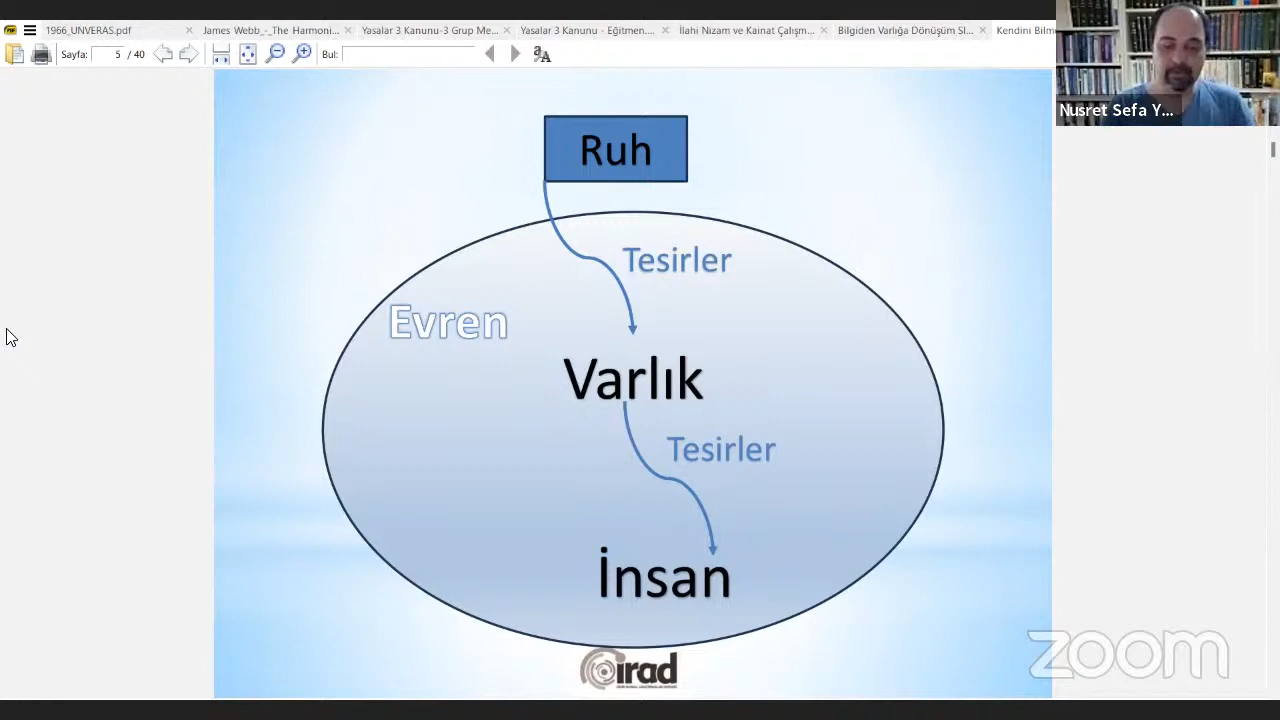 1966_UNVERAS.pdf
James Webb_-_The Harmoni...
Yasalar 3 Kanunu-3 Grup Me...
Yasalar 3 Kanunu - Eğitmen....
İlahi Nizam ve Kainat Çalışm...
Bilgiden Varlığa Dönüşüm Sl...
Kendini Bilm
Sayfa: 5 / 40
Bul:
Nusret Sefa Y...
Ruh
Tesirler
Evren
Varlık
Tesirler
İnsan
irad
zoom